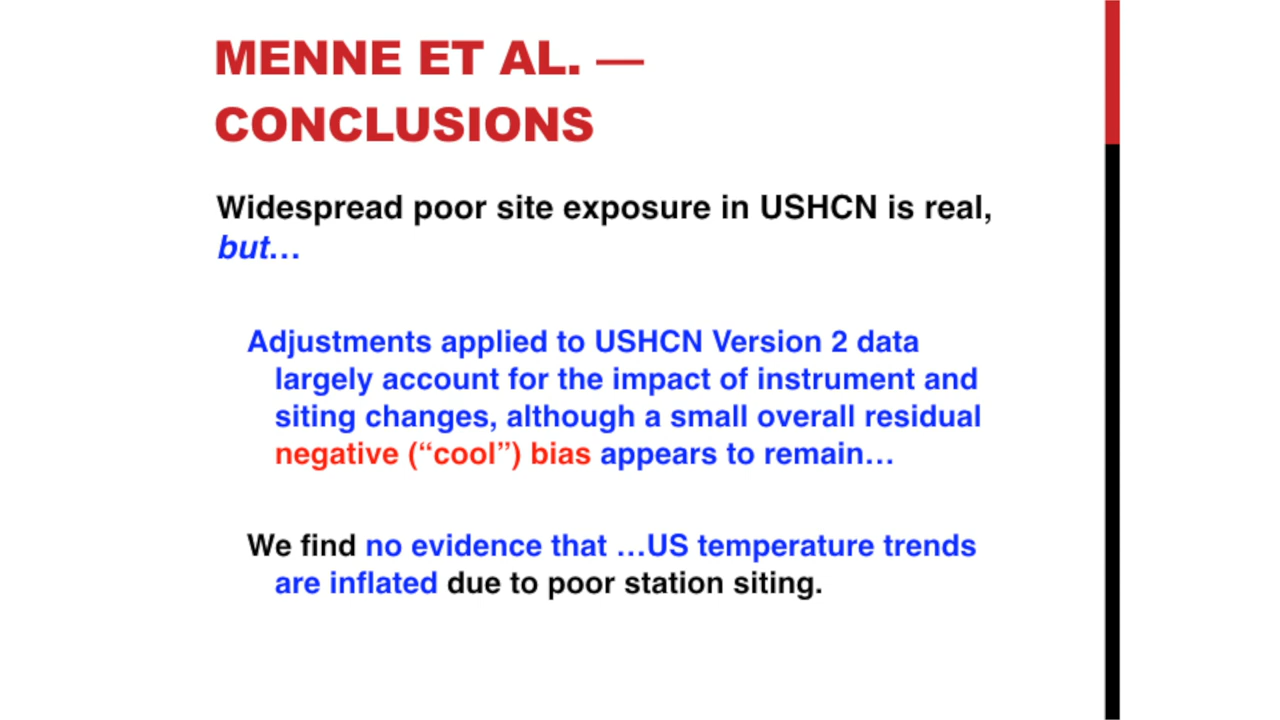 MENNE ET AL. —
CONCLUSIONS
Widespread poor site exposure in USHCN is real,
but…
Adjustments applied to USHCN Version 2 data
largely account for the impact of instrument and
siting changes, although a small overall residual
negative (“cool”) bias appears to remain…
We find no evidence that …US temperature trends
are inflated due to poor station siting.